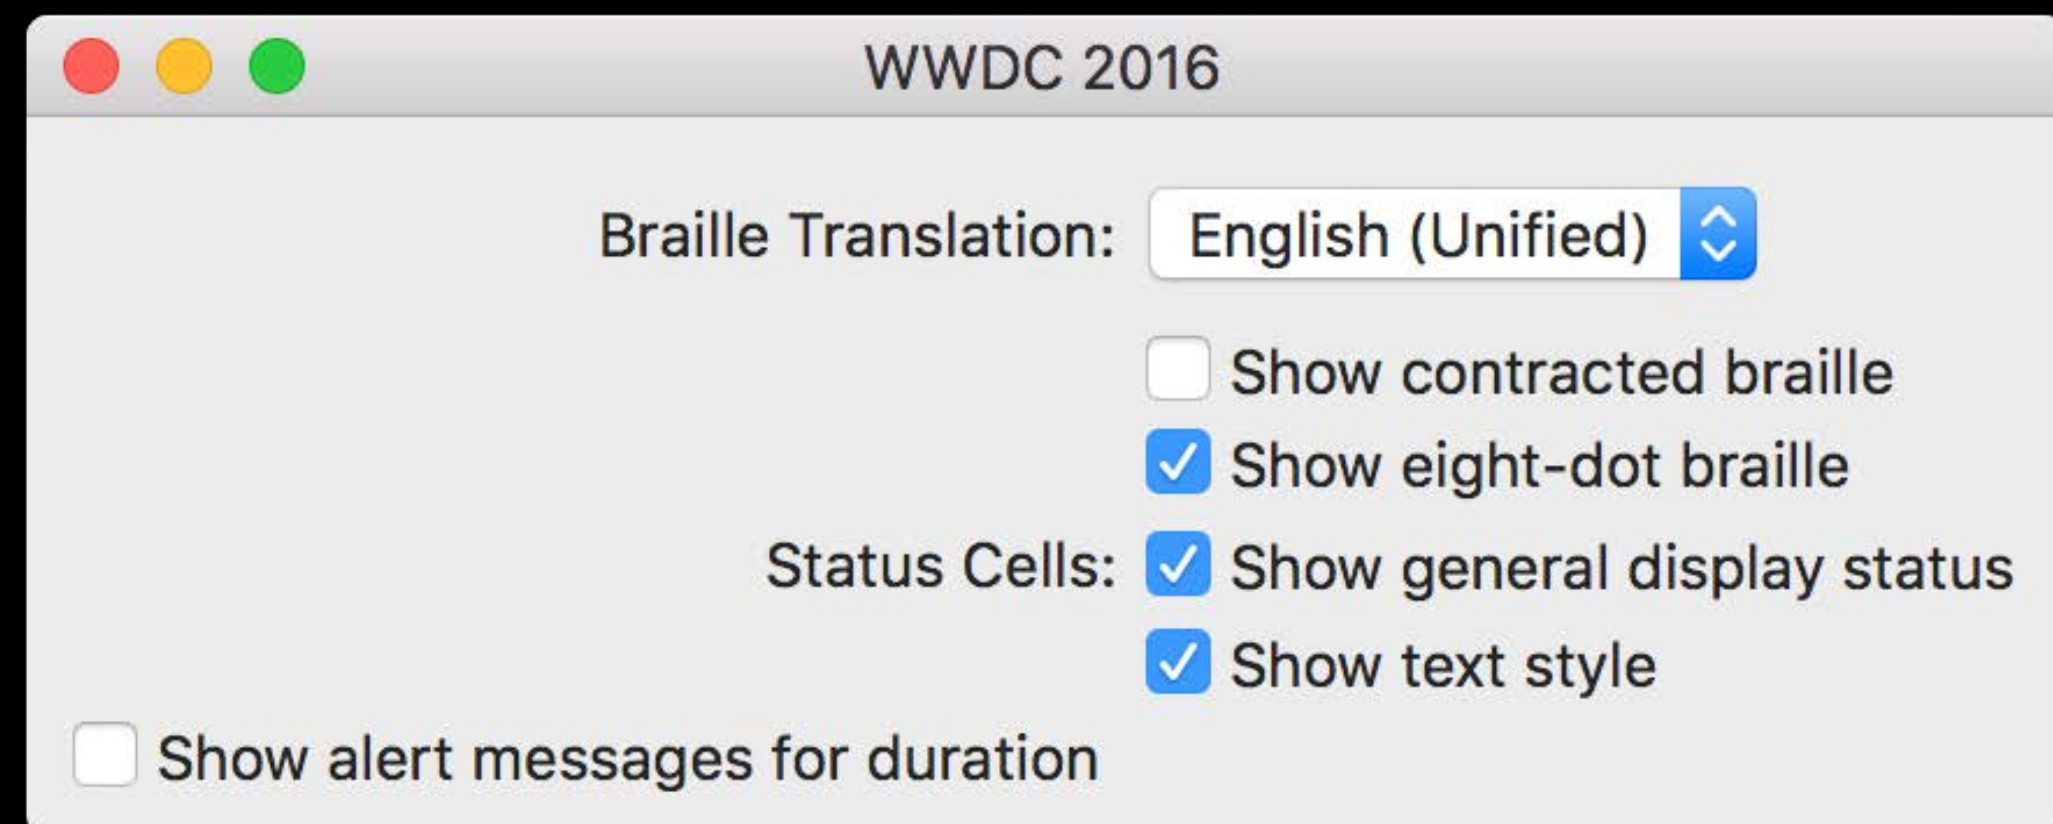 WWDC 2016
Braille Translation: English (Unified)
Show contracted braille
Show eight-dot braille
Status Cells: Show general display status
Show text style
Show alert messages for duration